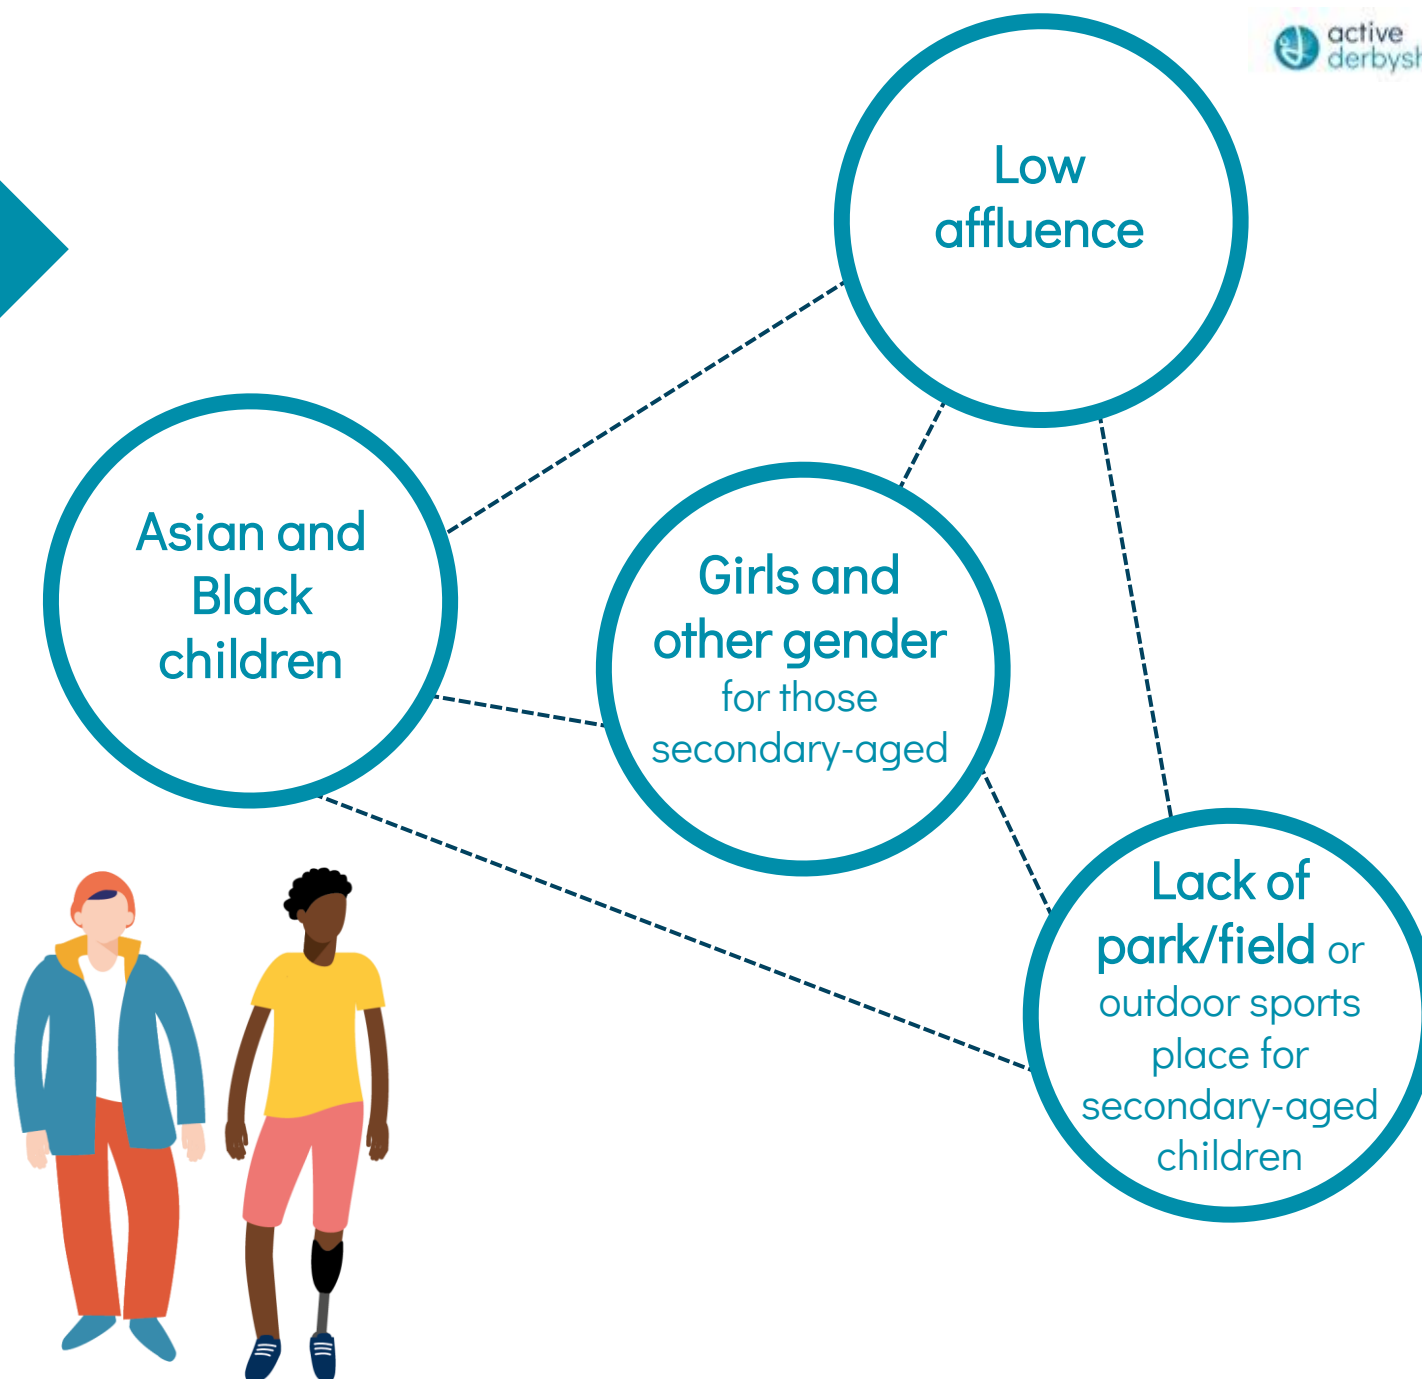 active
Low
affluence
Asian and
Black
children
Girls and
other gender
for those
secondary-aged
Lack of
park/field or
outdoor sports
place for
secondary-aged
children